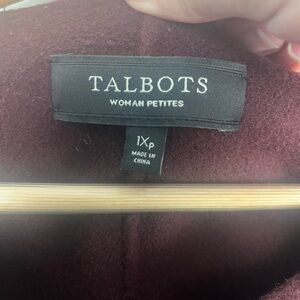 TALBOTS
WOMAN PETITES
1Xp
MADE IN
CHINA